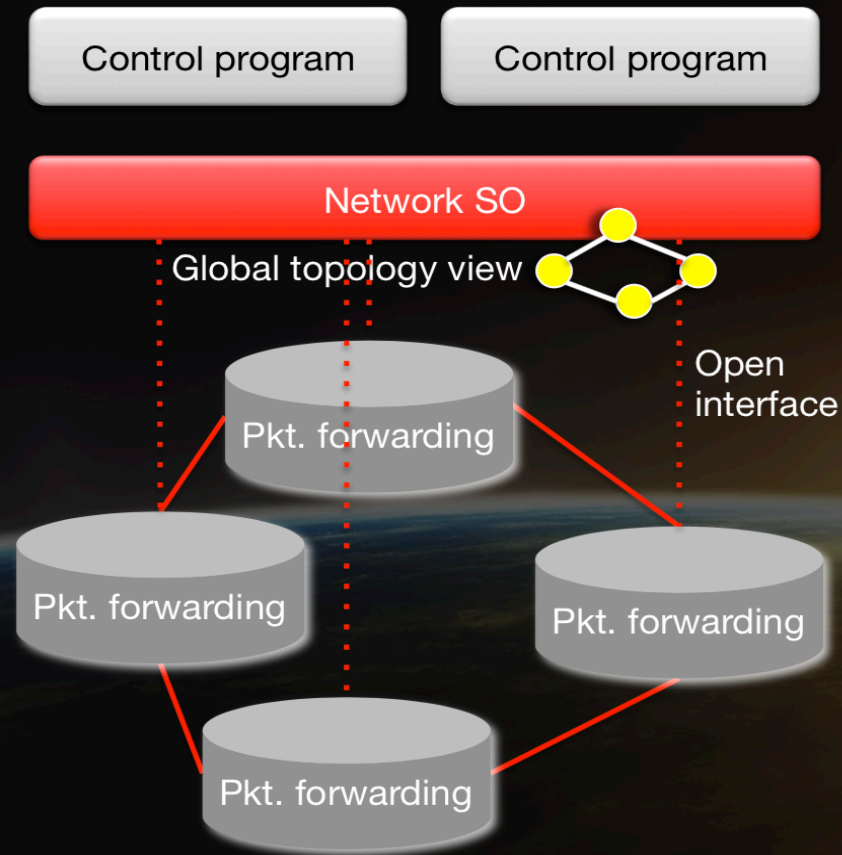 Control program
Control program
Network SO
Global topology view
Open
interface
Pkt. forwarding
Pkt. forwarding
Pkt. forwarding
Pkt. forwarding